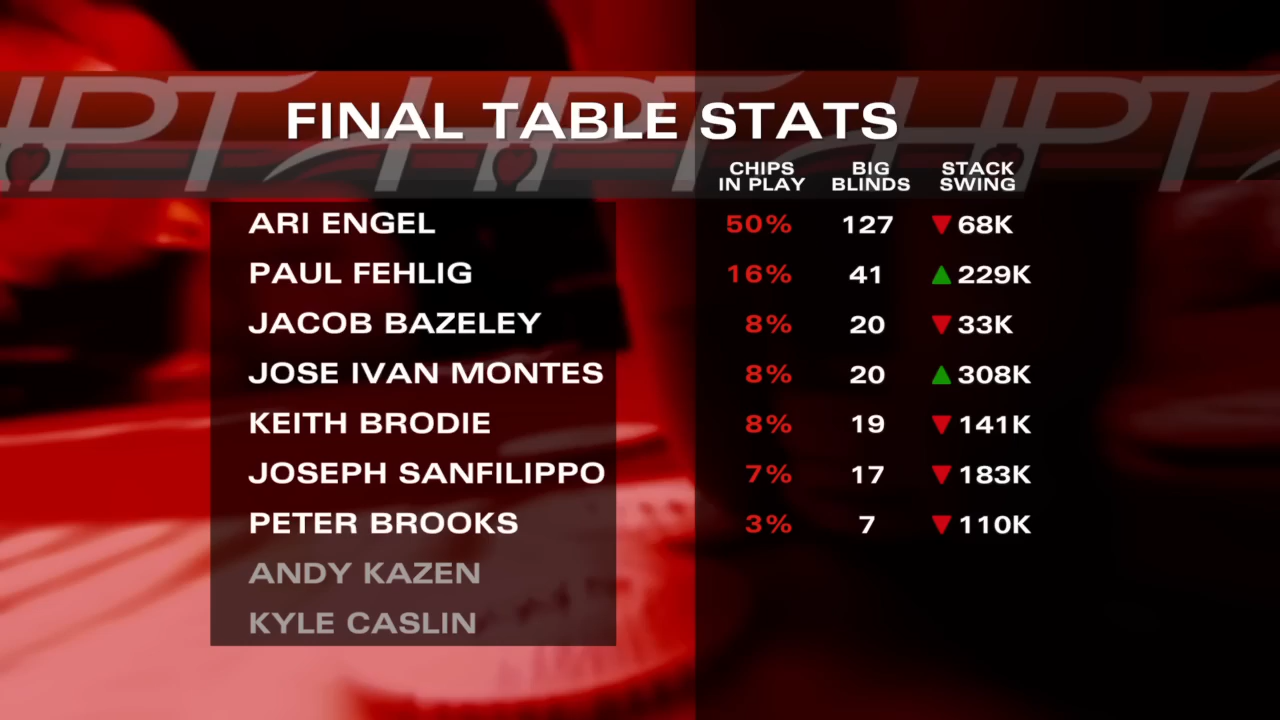 HPT HPT HPT
FINAL TABLE STATS
CHIPS IN PLAY BIG BLINDS STACK SWING
ARI ENGEL 50% 127 ▼ 68K
PAUL FEHLIG 16% 41 ▲ 229K
JACOB BAZELEY 8% 20 ▼ 33K
JOSE IVAN MONTES 8% 20 ▲ 308K
KEITH BRODIE 8% 19 ▼ 141K
JOSEPH SANFILIPPO 7% 17 ▼ 183K
PETER BROOKS 3% 7 ▼ 110K
ANDY KAZEN
KYLE CASLIN